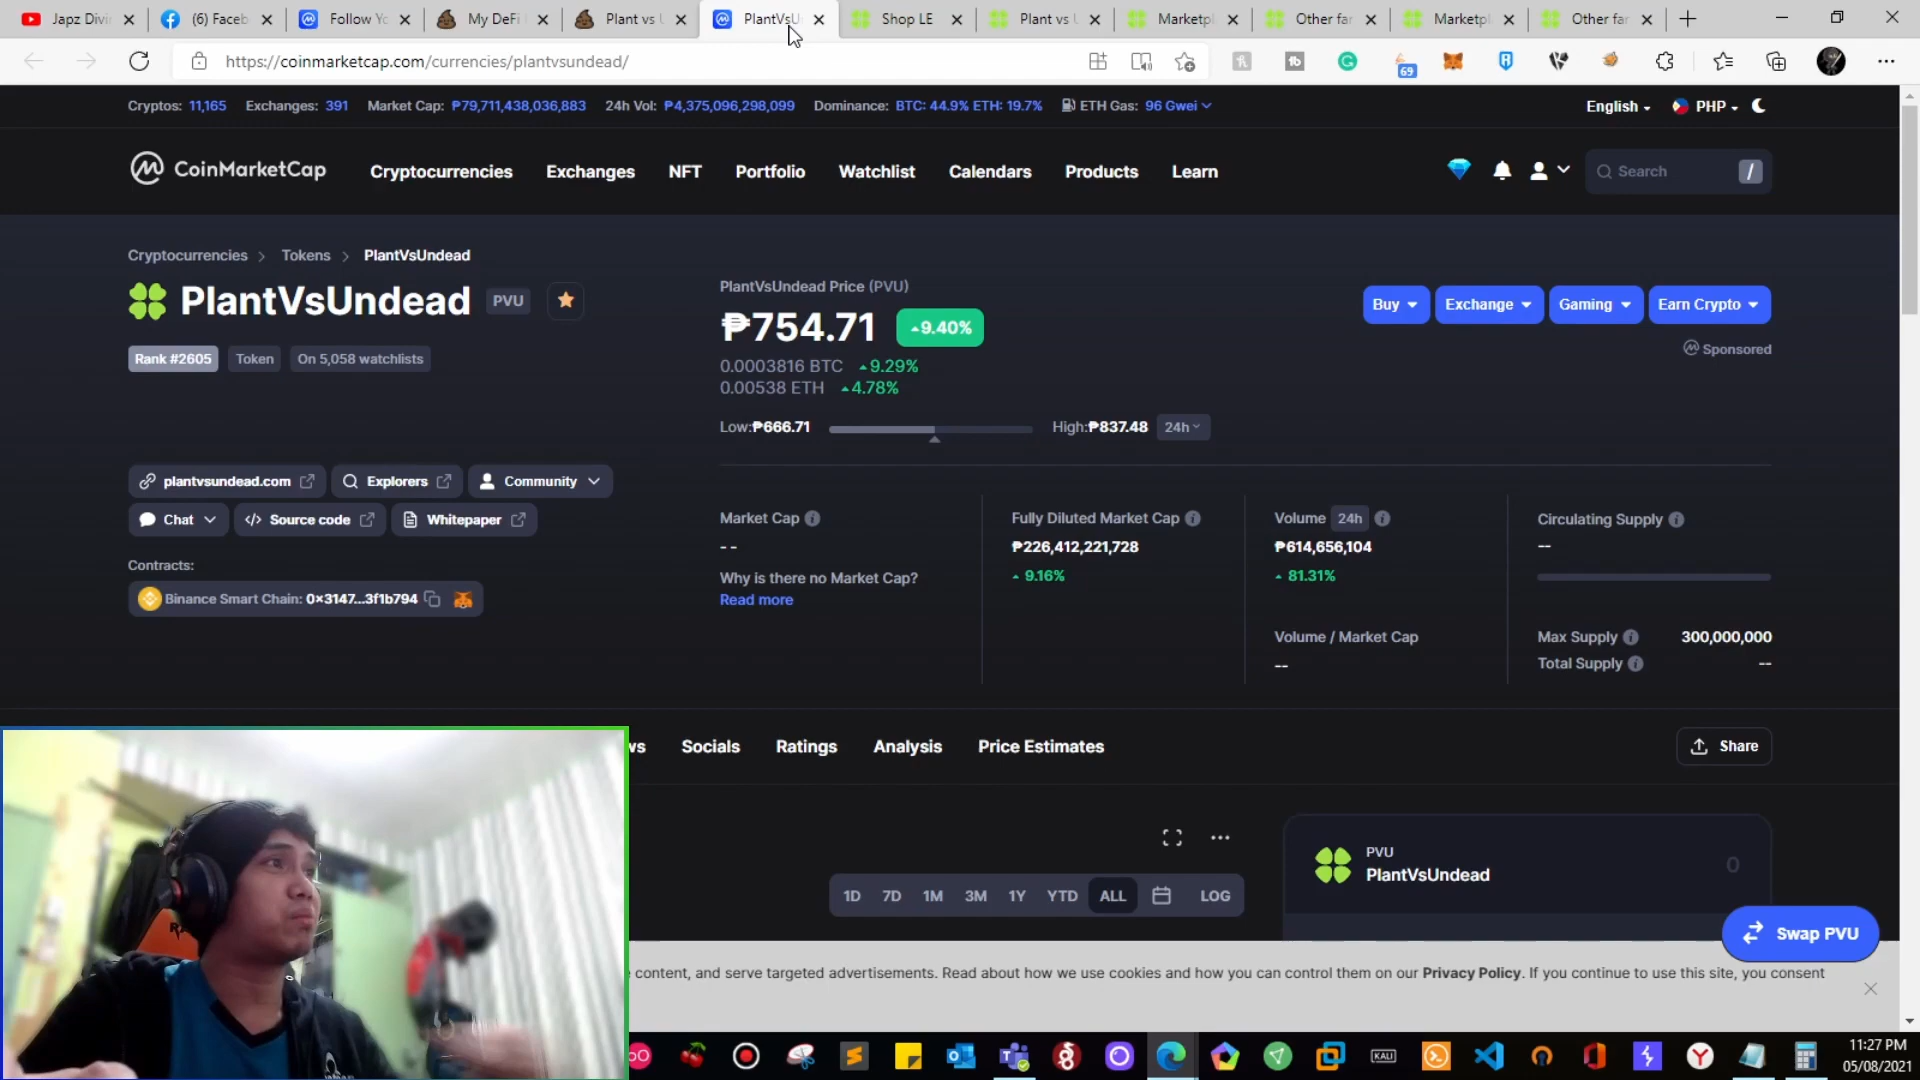 Japz Divin
(6) Faceb
Follow Yo
My DeFi
Plant vs U
PlantVsU
Shop LE
Plant vs U
Marketpl
Other far
Marketpl
Other far
https://coinmarketcap.com/currencies/plantvsundead/
69
Cryptos: 11,165 Exchanges: 391 Market Cap: ₱79,711,438,036,883 24h Vol: ₱4,375,096,298,099 Dominance: BTC: 44.9% ETH: 19.7% ETH Gas: 96 Gwei
English PHP
CoinMarketCap
Cryptocurrencies Exchanges NFT Portfolio Watchlist Calendars Products Learn
Search /
Cryptocurrencies > Tokens > PlantVsUndead
PlantVsUndead PVU
Rank #2605 Token On 5,058 watchlists
PlantVsUndead Price (PVU)
₱754.71 9.40%
0.0003816 BTC 9.29%
0.00538 ETH 4.78%
Low:₱666.71 High:₱837.48 24h
Buy Exchange Gaming Earn Crypto
Sponsored
plantvsundead.com Explorers Community
Chat Source code Whitepaper
Contracts:
Binance Smart Chain: 0x3147...3f1b794
Market Cap
- -
Why is there no Market Cap?
Read more
Fully Diluted Market Cap
₱226,412,221,728
9.16%
Volume 24h
₱614,656,104
81.31%
Volume / Market Cap
--
Circulating Supply
--
Max Supply 300,000,000
Total Supply --
ws Socials Ratings Analysis Price Estimates
Share
1D 7D 1M 3M 1Y YTD ALL LOG
PVU
PlantVsUndead
0
Swap PVU
content, and serve targeted advertisements. Read about how we use cookies and how you can control them on our Privacy Policy. If you continue to use this site, you consent
KALI
11:27 PM
05/08/2021